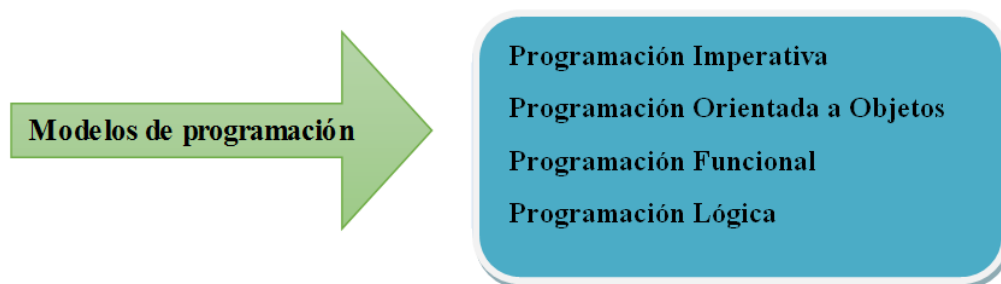 Modelos de programación
Programación Imperativa
Programación Orientada a Objetos
Programación Funcional
Programación Lógica